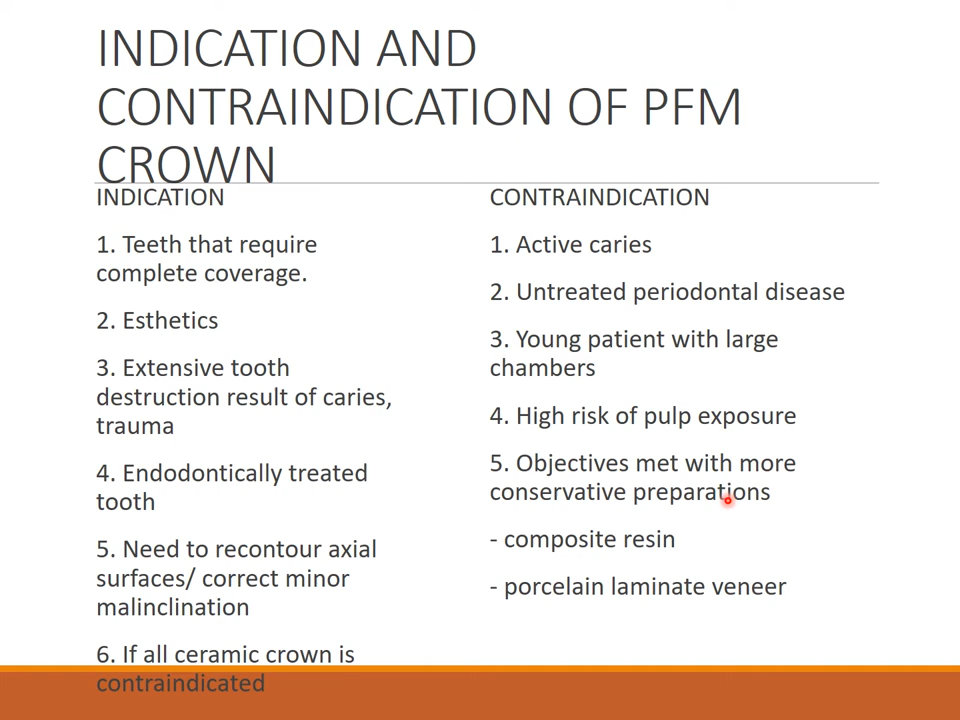 INDICATION AND
CONTRAINDICATION OF PFM
CROWN
INDICATION
1. Teeth that require
complete coverage.
2. Esthetics
3. Extensive tooth
destruction result of caries,
trauma
4. Endodontically treated
tooth
5. Need to recontour axial
surfaces/ correct minor
malinclination
6. If all ceramic crown is
contraindicated
CONTRAINDICATION
1. Active caries
2. Untreated periodontal disease
3. Young patient with large
chambers
4. High risk of pulp exposure
5. Objectives met with more
conservative preparations
- composite resin
- porcelain laminate veneer